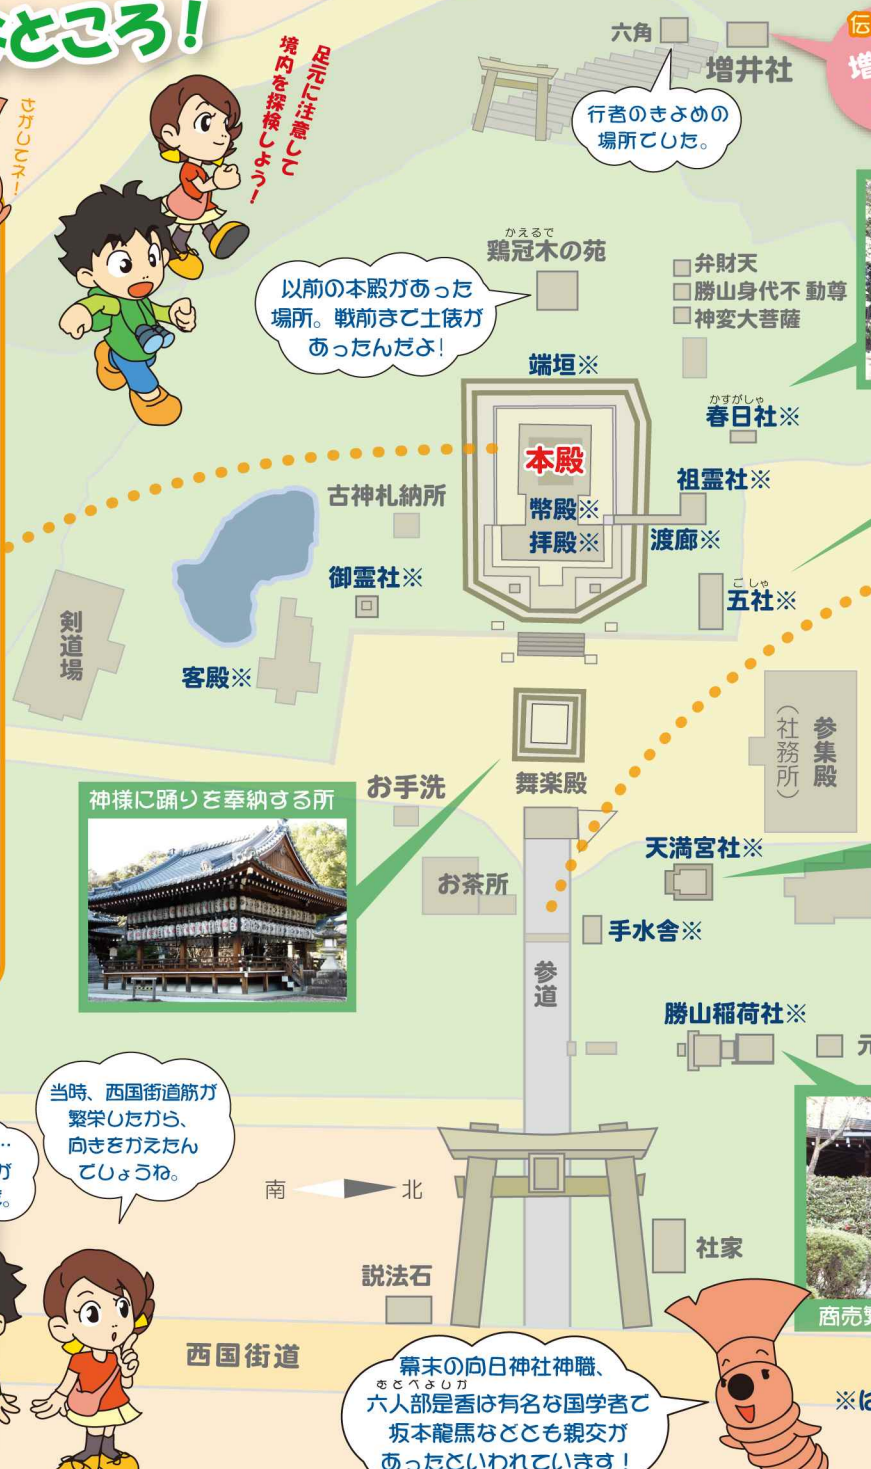 なところ!
さがしてネ!
足元に注意して
境内を探検しよう!
六角
増井社
伝
増
行者のきよめの
場所でした。
かえるで
鶏冠木の苑
以前の本殿があった
場所。戦前まで土俵が
あったんだよ!
弁財天
勝山身代不 動尊
神変大菩薩
端垣※
かすがしゃ
春日社※
本殿
祖霊社※
古神札納所
幣殿※
拝殿※
渡廊※
御霊社※
ごしゃ
五社※
剣道場
客殿※
参集殿
(社務所)
舞楽殿
お手洗
神様に踊りを奉納する所
天満宮社※
お茶所
手水舎※
参道
勝山稲荷社※
元
当時、西国街道筋が
繁栄したから、
向きをかえたん
でしょうね。
…
が
南
北
社家
説法石
商売繁
西国街道
幕末の向日神社神職、
むとべよしか
六人部是香は有名な国学者で
坂本龍馬などとも親交が
あったといわれています!
※は